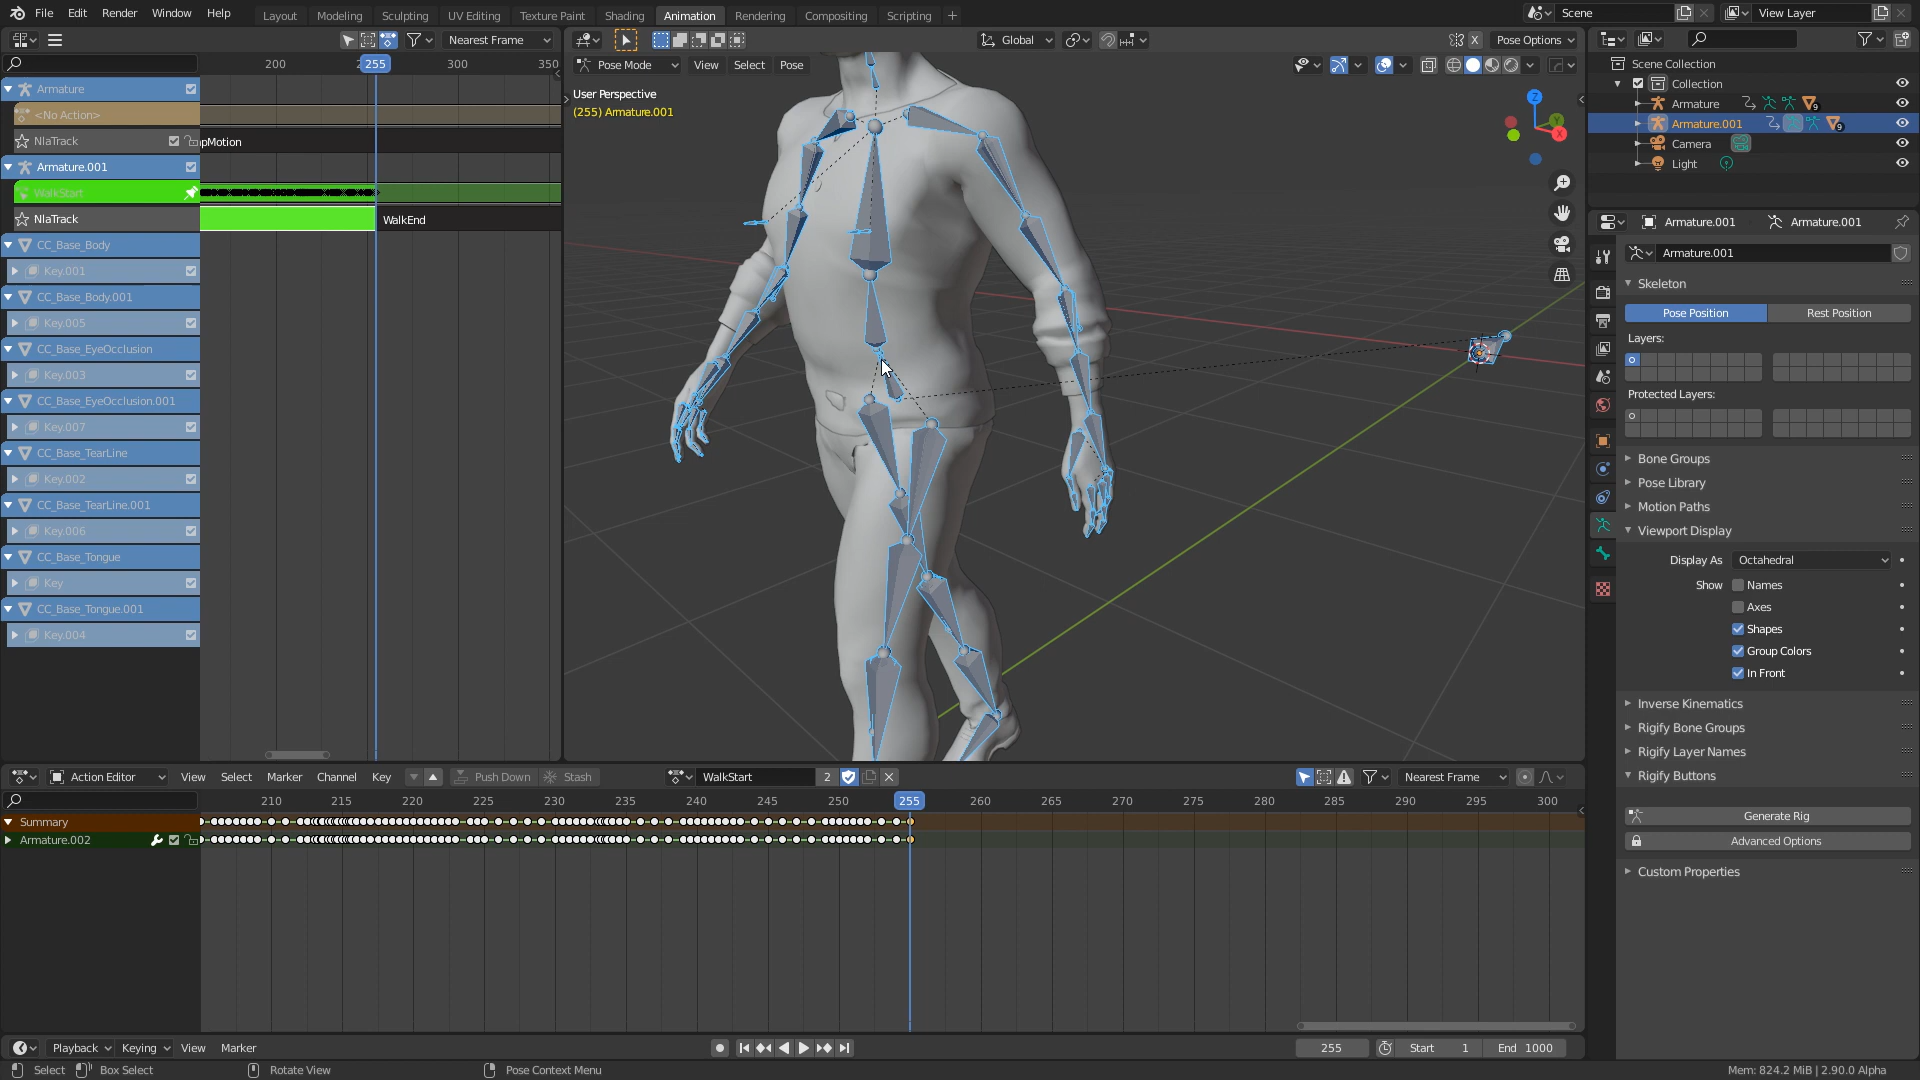 File Edit Render Window Help
Layout Modeling Sculpting UV Editing Texture Paint Shading Animation Rendering Compositing Scripting +
Scene
View Layer
Nearest Frame
Global
X
Pose Options
200 255 300 350
Pose Mode View Select Pose
User Perspective
(255) Armature.001
Z
Y
X
Armature
<No Action>
NlaTrack
pMotion
Armature.001
WalkStart
NlaTrack
WalkEnd
CC_Base_Body
Key.001
CC_Base_Body.001
Key.005
CC_Base_EyeOcclusion
Key.003
CC_Base_EyeOcclusion.001
Key.007
CC_Base_TearLine
Key.002
CC_Base_TearLine.001
Key.006
CC_Base_Tongue
Key
CC_Base_Tongue.001
Key.004
Scene Collection
Collection
Armature 9
Armature.001 9
Camera
Light
Armature.001 Armature.001
Armature.001
Skeleton
Pose Position Rest Position
Layers:
Protected Layers:
Bone Groups
Pose Library
Motion Paths
Viewport Display
Display As Octahedral
Show Names
Axes
Shapes
Group Colors
In Front
Inverse Kinematics
Rigify Bone Groups
Rigify Layer Names
Rigify Buttons
Generate Rig
Advanced Options
Custom Properties
Action Editor View Select Marker Channel Key Push Down Stash WalkStart 2 Nearest Frame
210 215 220 225 230 235 240 245 250 255 260 265 270 275 280 285 290 295 300
Summary
Armature.002
Playback Keying View Marker 255 Start 1 End 1000
Select Box Select Rotate View Pose Context Menu Mem: 824.2 MiB | 2.90.0 Alpha